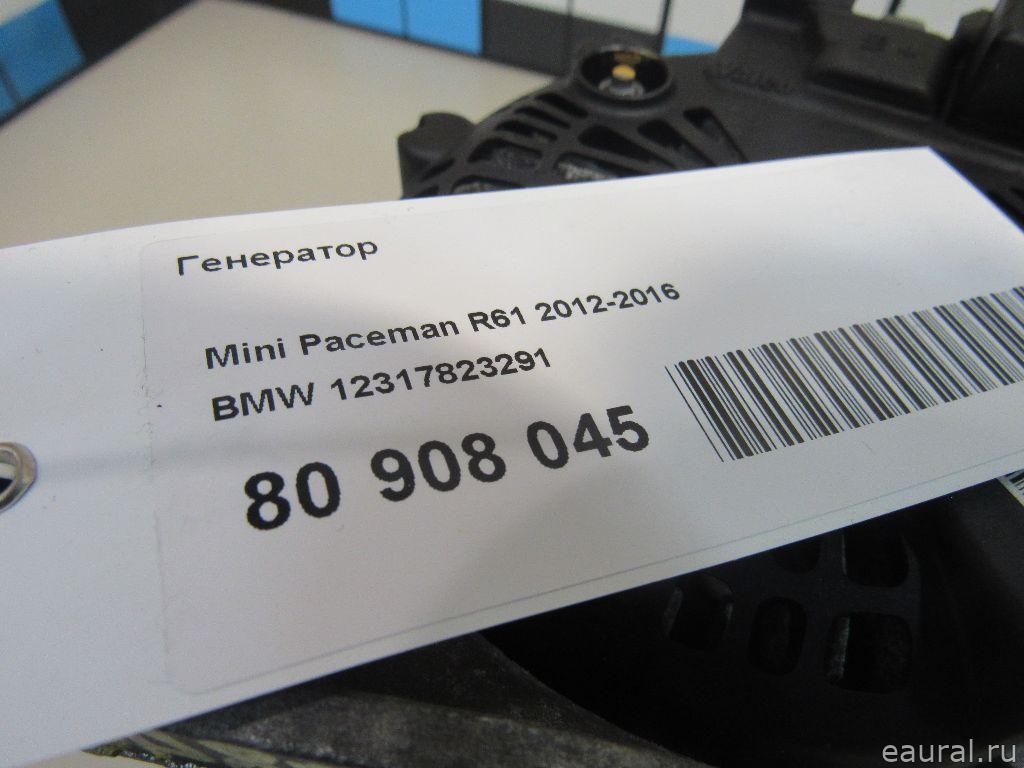 Генератор
Mini Paceman R61 2012-2016
BMW 12317823291
80 908 045
eaural.ru